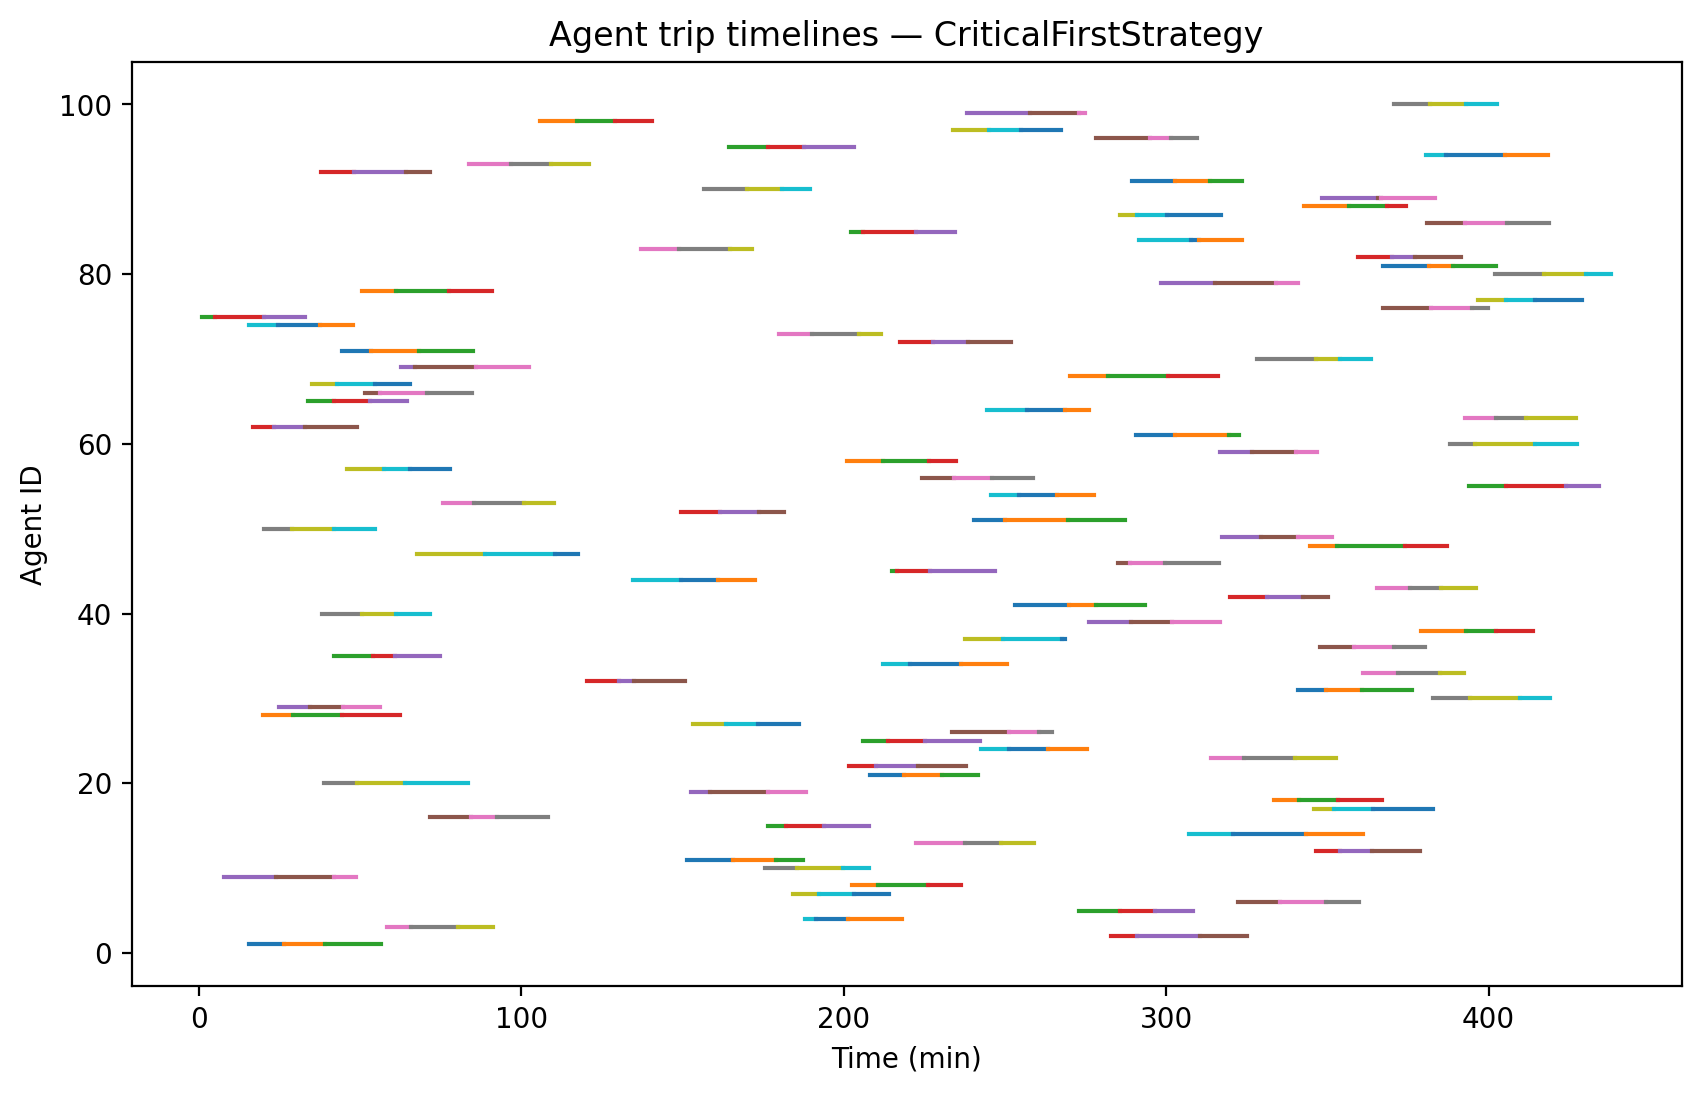 Agent trip timelines — CriticalFirstStrategy
100
80
60
40
20
0
Agent ID
0 100 200 300 400
Time (min)